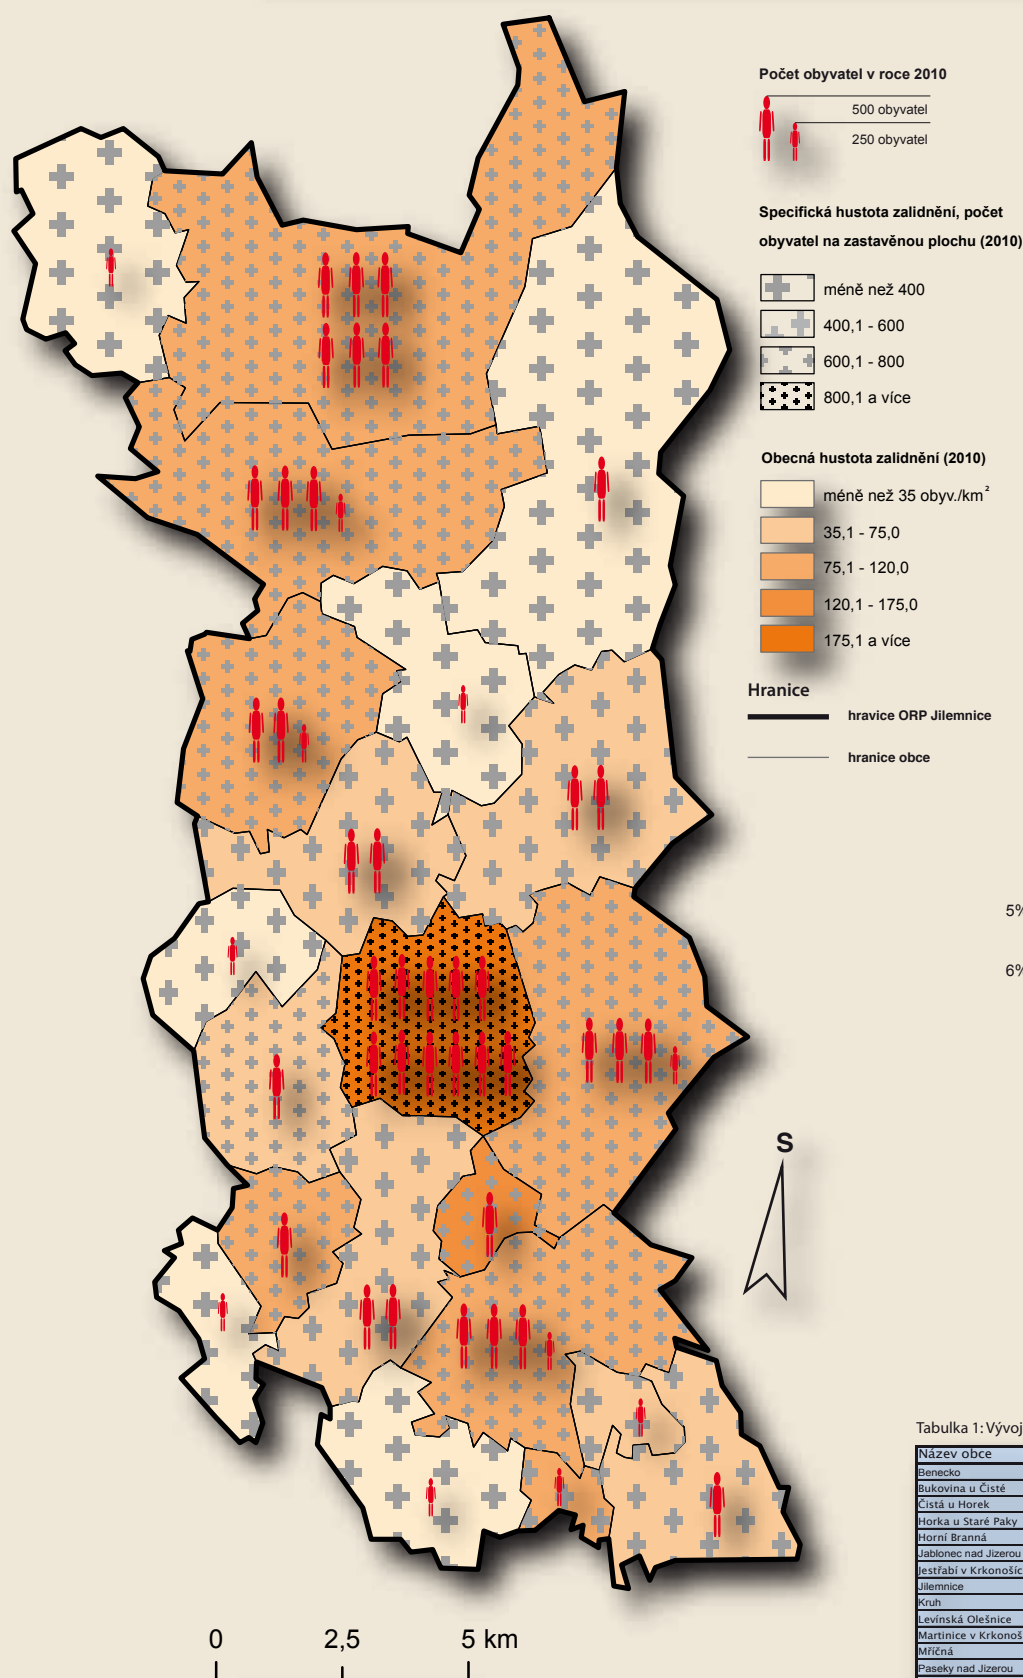 Počet obyvatel v roce 2010
500 obyvatel
250 obyvatel
Specifická hustota zalidnění, počet
obyvatel na zastavěnou plochu (2010)
méně než 400
400,1 - 600
600,1 - 800
800,1 a více
Obecná hustota zalidnění (2010)
méně než 35 obyv./km²
35,1 - 75,0
75,1 - 120,0
120,1 - 175,0
175,1 a více
Hranice
hravice ORP Jilemnice
hranice obce
5%
6%
S
0 2,5 5 km
Tabulka 1: Vývoj
Název obce
Benecko
Bukovina u Čisté
Čistá u Horek
Horka u Staré Paky
Horní Branná
Jablonec nad Jizerou
Jestřabí v Krkonošíc
Jilemnice
Kruh
Levínská Olešnice
Martinice v Krkonoš
Mříčná
Paseky nad Jizerou